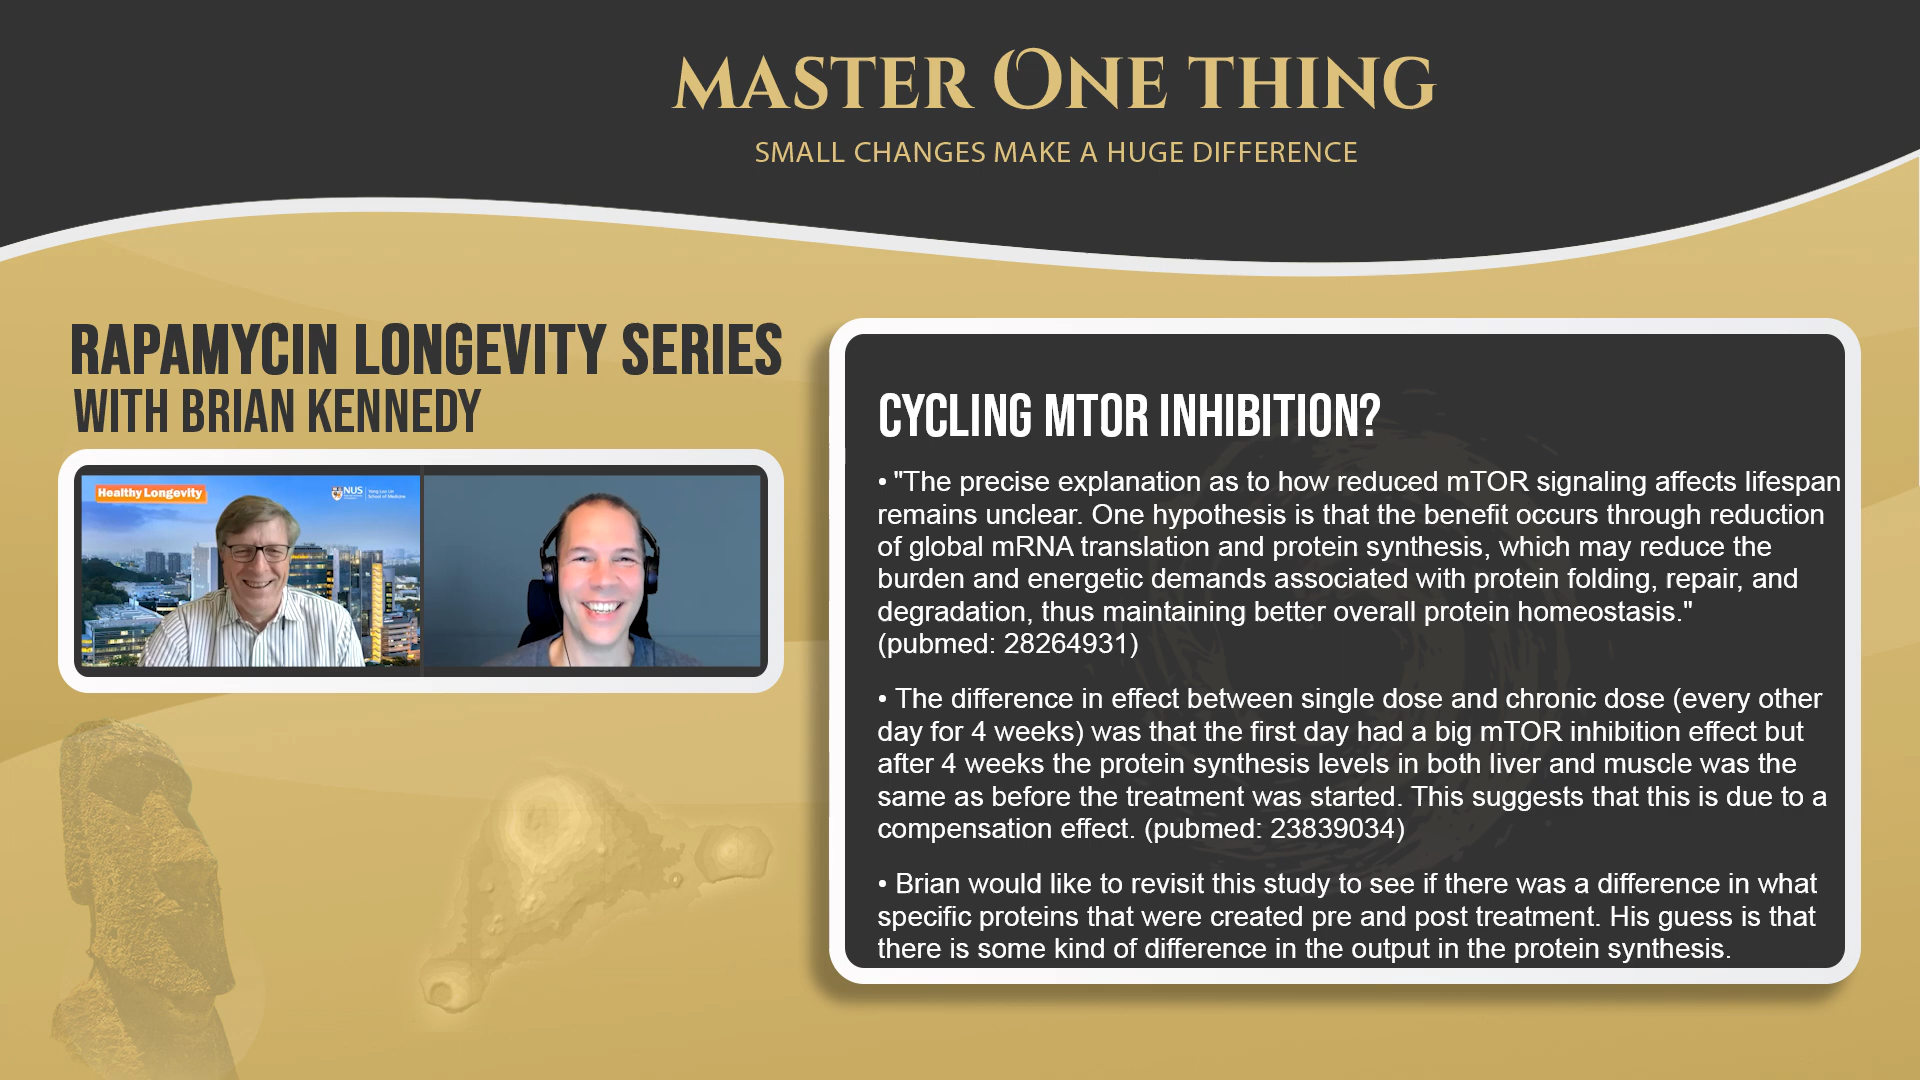 MASTER ONE THING
SMALL CHANGES MAKE A HUGE DIFFERENCE
RAPAMYCIN LONGEVITY SERIES
WITH BRIAN KENNEDY
Healthy Longevity
NUS
Yong Loo Lin
School of Medicine
CYCLING MTOR INHIBITION?
• "The precise explanation as to how reduced mTOR signaling affects lifespan
remains unclear. One hypothesis is that the benefit occurs through reduction
of global mRNA translation and protein synthesis, which may reduce the
burden and energetic demands associated with protein folding, repair, and
degradation, thus maintaining better overall protein homeostasis."
(pubmed: 28264931)
• The difference in effect between single dose and chronic dose (every other
day for 4 weeks) was that the first day had a big mTOR inhibition effect but
after 4 weeks the protein synthesis levels in both liver and muscle was the
same as before the treatment was started. This suggests that this is due to a
compensation effect. (pubmed: 23839034)
• Brian would like to revisit this study to see if there was a difference in what
specific proteins that were created pre and post treatment. His guess is that
there is some kind of difference in the output in the protein synthesis.